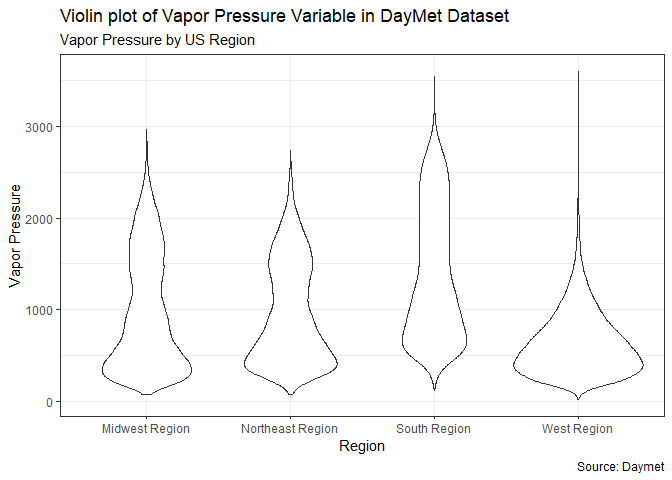 Violin plot of Vapor Pressure Variable in DayMet Dataset
Vapor Pressure by US Region
3000
2000
1000
0
Vapor Pressure
Midwest Region
Northeast Region
South Region
West Region
Region
Source: Daymet